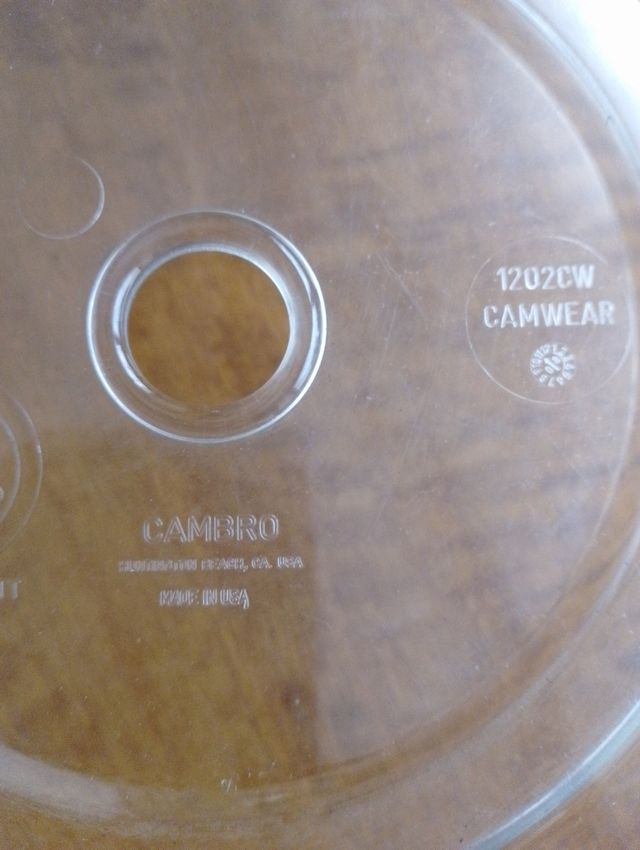 1202CW
CAMWEAR
CAMBRO
HUNTINGTON BEACH, CA. USA
MADE IN USA